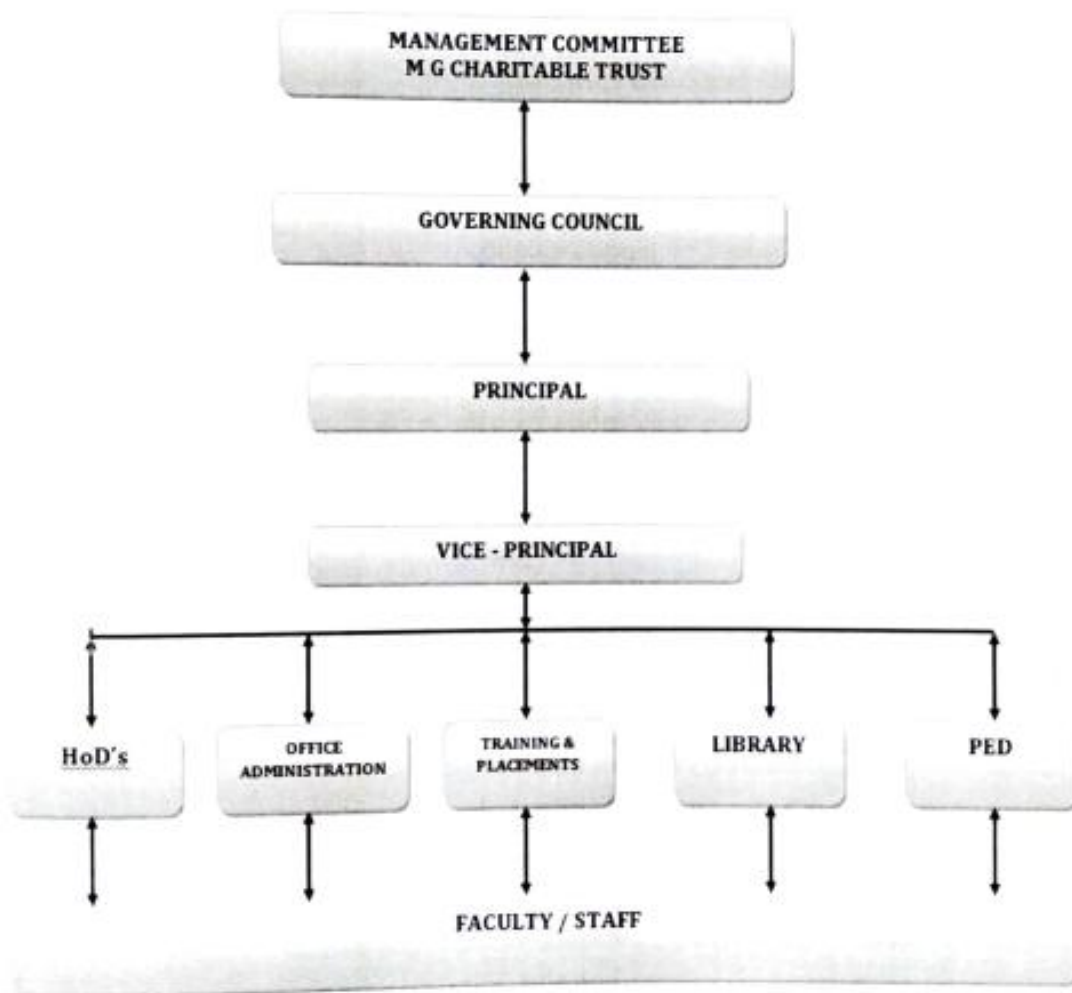 MANAGEMENT COMMITTEE
M G CHARITABLE TRUST
GOVERNING COUNCIL
PRINCIPAL
VICE - PRINCIPAL
HoD's
OFFICE
ADMINISTRATION
TRAINING &
PLACEMENTS
LIBRARY
PED
FACULTY / STAFF